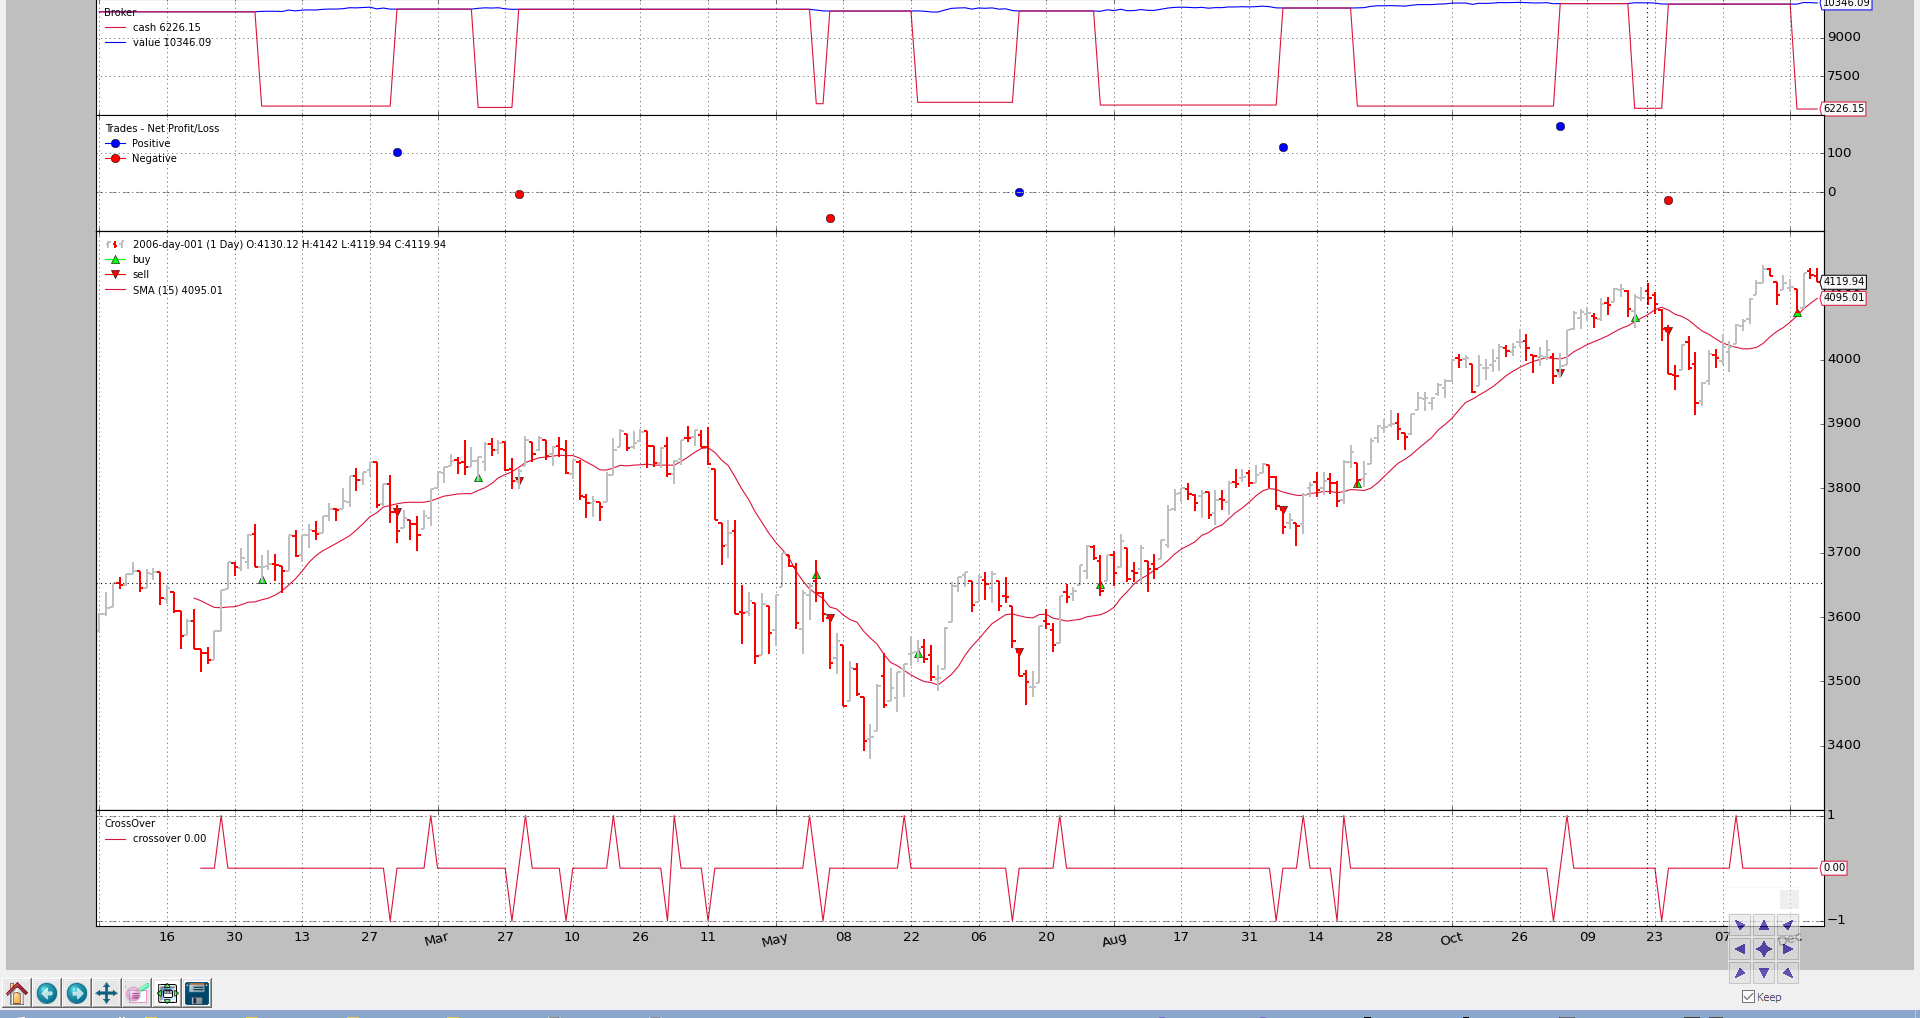 Broker
cash 6226.15
value 10346.09
10346.09
9000
7500
6226.15
Trades - Net Profit/Loss
Positive
Negative
100
0
2006-day-001 (1 Day) O:4130.12 H:4142 L:4119.94 C:4119.94
buy
sell
SMA (15) 4095.01
4119.94
4095.01
4000
3900
3800
3700
3600
3500
3400
CrossOver
crossover 0.00
1
0.00
−1
16 30 13 27 Mar 27 10 26 11 May 08 22 06 20 Aug 17 31 14 28 Oct 26 09 23 07 Dec
Keep